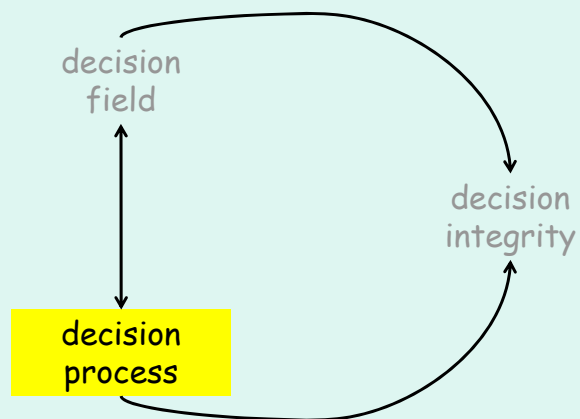 decision
field
decision
integrity
decision
process